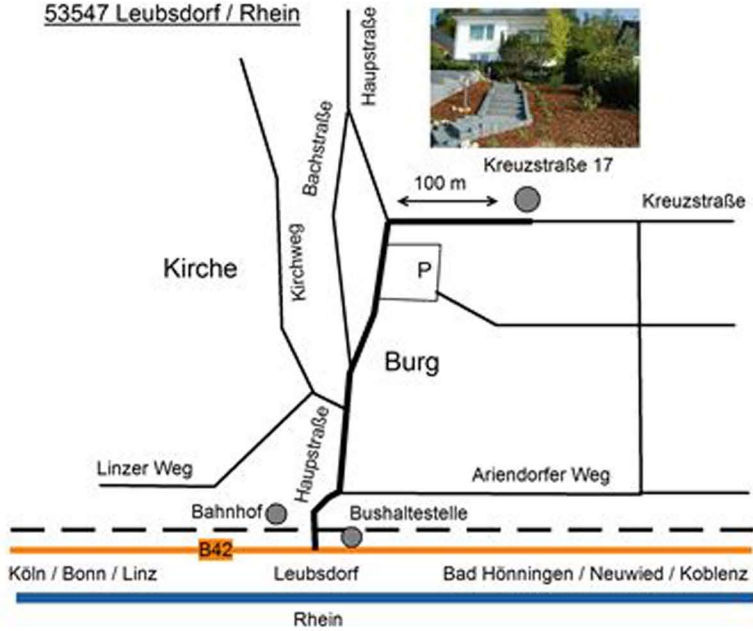 53547 Leubsdorf / Rhein
Haupstraße
Bachstraße
Kreuzstraße 17
100 m
Kreuzstraße
Kirchweg
Kirche
P
Burg
Haupstraße
Linzer Weg
Ariendorfer Weg
Bahnhof
Bushaltestelle
B42
Köln / Bonn / Linz
Leubsdorf
Bad Hönningen / Neuwied / Koblenz
Rhein